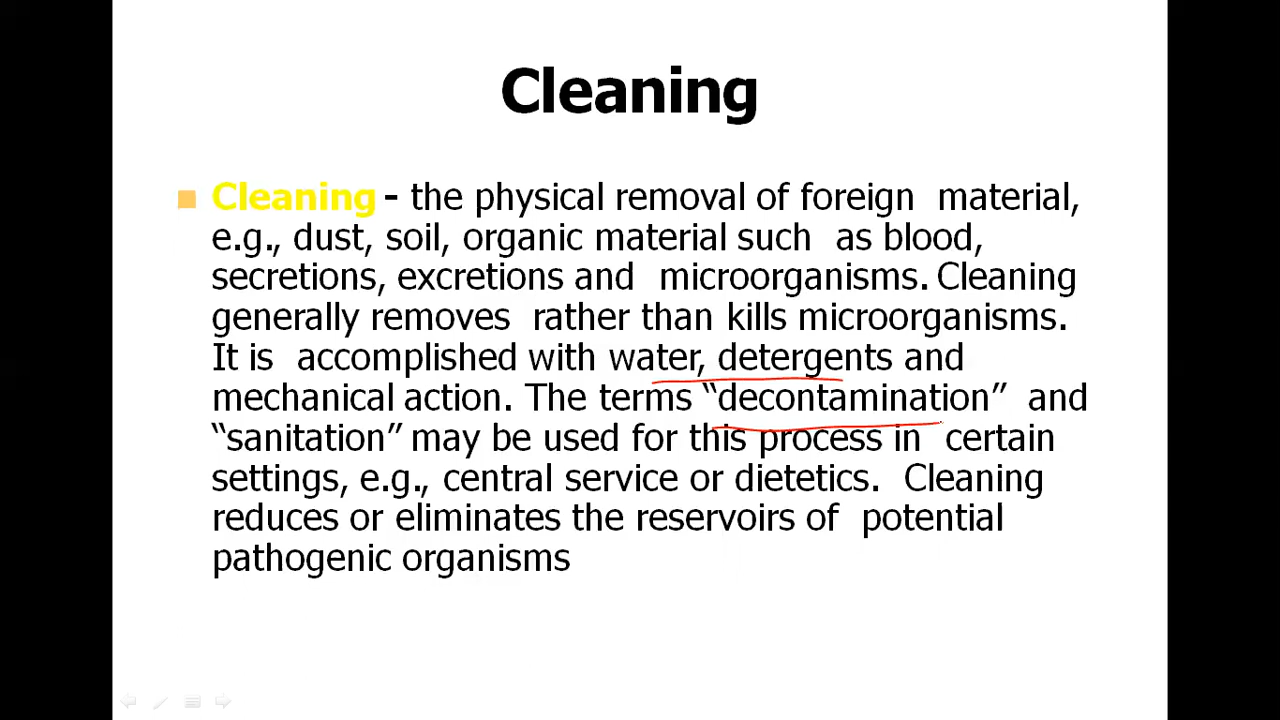 Cleaning
Cleaning - the physical removal of foreign material,
e.g., dust, soil, organic material such as blood,
secretions, excretions and microorganisms. Cleaning
generally removes rather than kills microorganisms.
It is accomplished with water, detergents and
mechanical action. The terms “decontamination” and
“sanitation” may be used for this process in certain
settings, e.g., central service or dietetics. Cleaning
reduces or eliminates the reservoirs of potential
pathogenic organisms